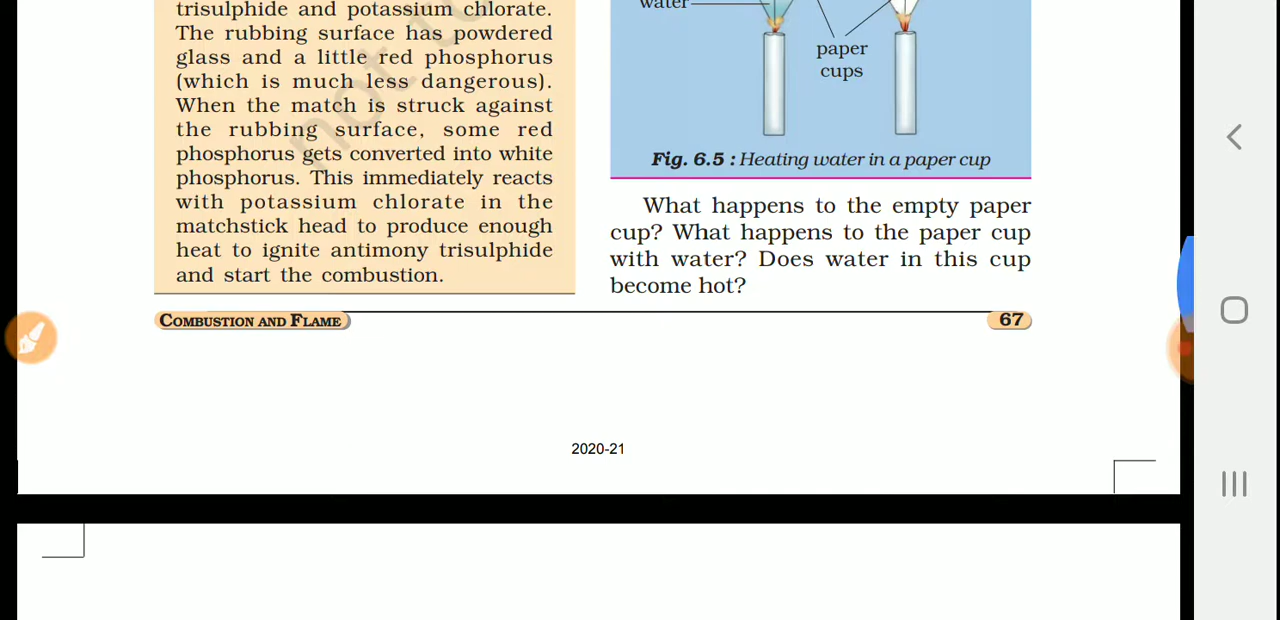 trisulphide and potassium chlorate.
The rubbing surface has powdered
glass and a little red phosphorus
(which is much less dangerous).
When the match is struck against
the rubbing surface, some red
phosphorus gets converted into white
phosphorus. This immediately reacts
with potassium chlorate in the
matchstick head to produce enough
heat to ignite antimony trisulphide
and start the combustion.
water
paper
cups
Fig. 6.5 : Heating water in a paper cup
What happens to the empty paper
cup? What happens to the paper cup
with water? Does water in this cup
become hot?
COMBUSTION AND FLAME
67
2020-21